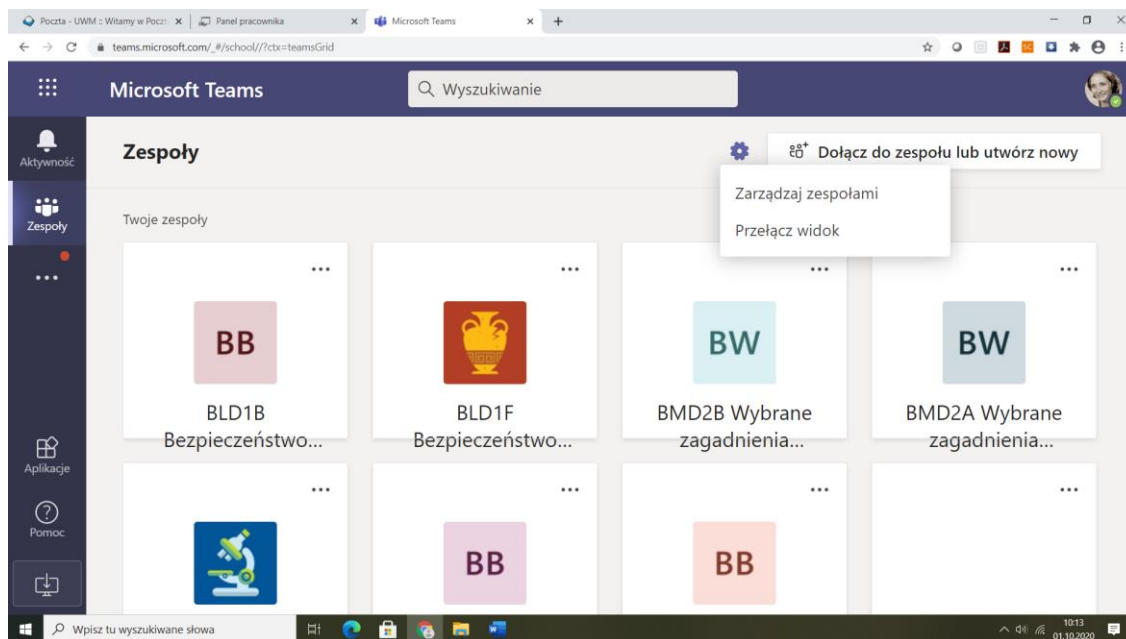 Poczta - UWM :: Witamy w Poczt
Panel pracownika
Microsoft Teams
teams.microsoft.com/_#/school//?ctx=teamsGrid
Microsoft Teams
Wyszukiwanie
Aktywność
Zespoły
Dołącz do zespołu lub utwórz nowy
Zarządzaj zespołami
Przełącz widok
Zespoły
Twoje zespoły
BB
BW
BW
BLD1B
Bezpieczeństwo...
BLD1F
Bezpieczeństwo...
BMD2B Wybrane
zagadnienia...
BMD2A Wybrane
zagadnienia...
Aplikacje
Pomoc
BB
BB
Wpisz tu wyszukiwane słowa
10:13
01.10.2020